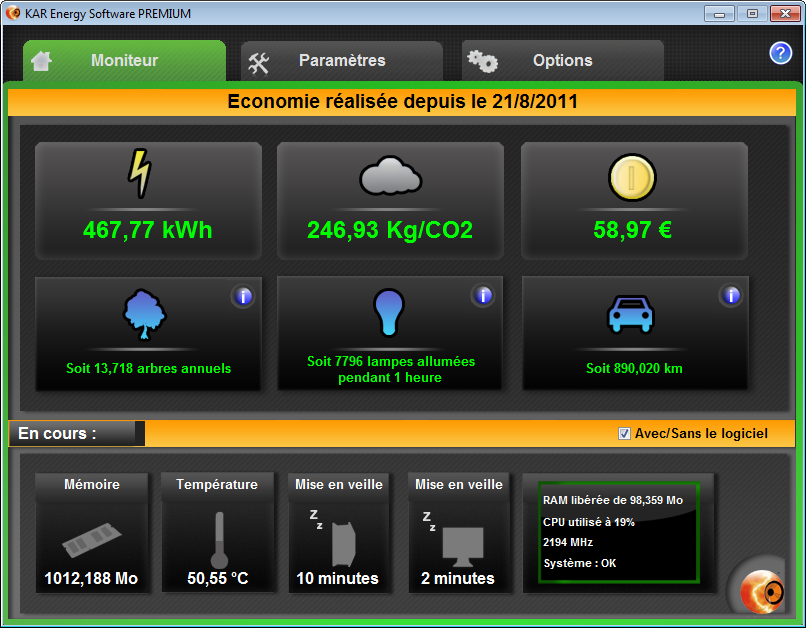 KAR Energy Software PREMIUM
Moniteur
Paramètres
Options
?
Economie réalisée depuis le 21/8/2011
467,77 kWh
246,93 Kg/CO2
58,97 €
i
i
i
Soit 13,718 arbres annuels
Soit 7796 lampes allumées
pendant 1 heure
Soit 890,020 km
En cours :
Avec/Sans le logiciel
Mémoire
Température
Mise en veille
Mise en veille
Z
z
Z
z
1012,188 Mo
50,55 °C
10 minutes
2 minutes
RAM libérée de 98,359 Mo
CPU utilisé à 19%
2194 MHz
Système : OK